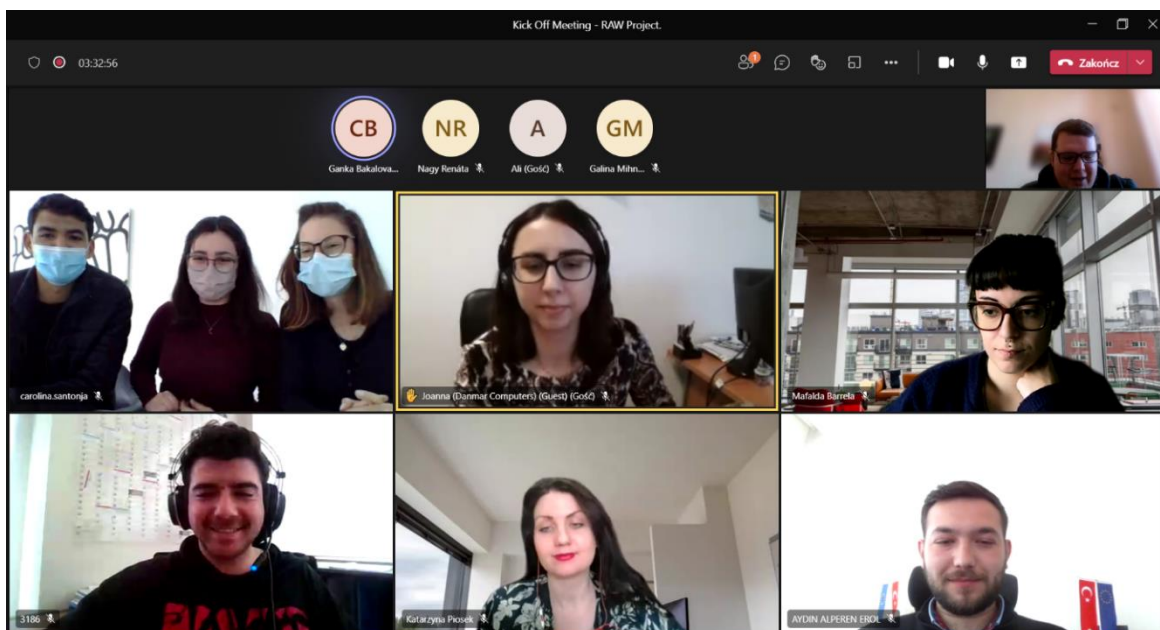 Kick Off Meeting - RAW Project.
03:32:56
1
Zakończ
CB
NR
A
GM
Ganka Bakalova...
Nagy Renáta
Ali (Gość)
Galina Mihn...
carolina.santonja
Joanna (Danmar Computers) (Guest) (Gość)
Mafalda Barrela
3186
Katarzyna Piosek
AYDIN ALPEREN EROL